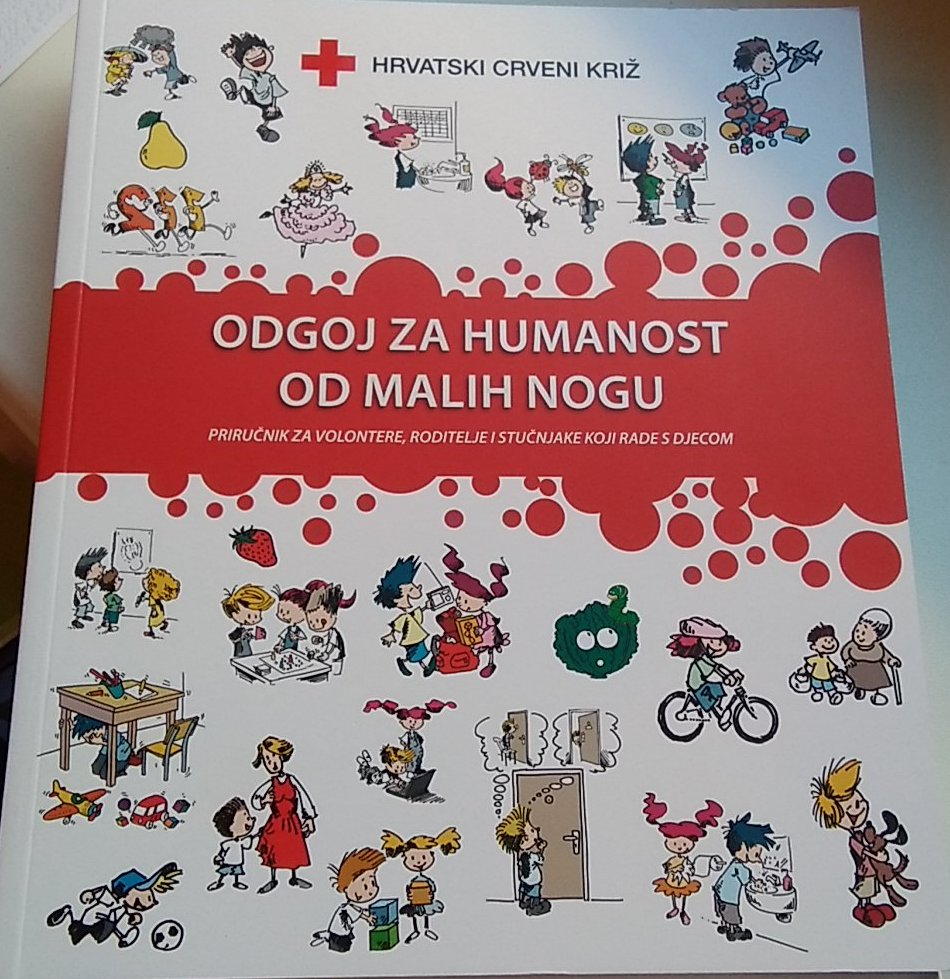 HRVATSKI CRVENI KRIŽ
ODGOJ ZA HUMANOST
OD MALIH NOGU
PRIRUČNIK ZA VOLONTERE, RODITELJE I STUČNJAKE KOJI RADE S DJECOM